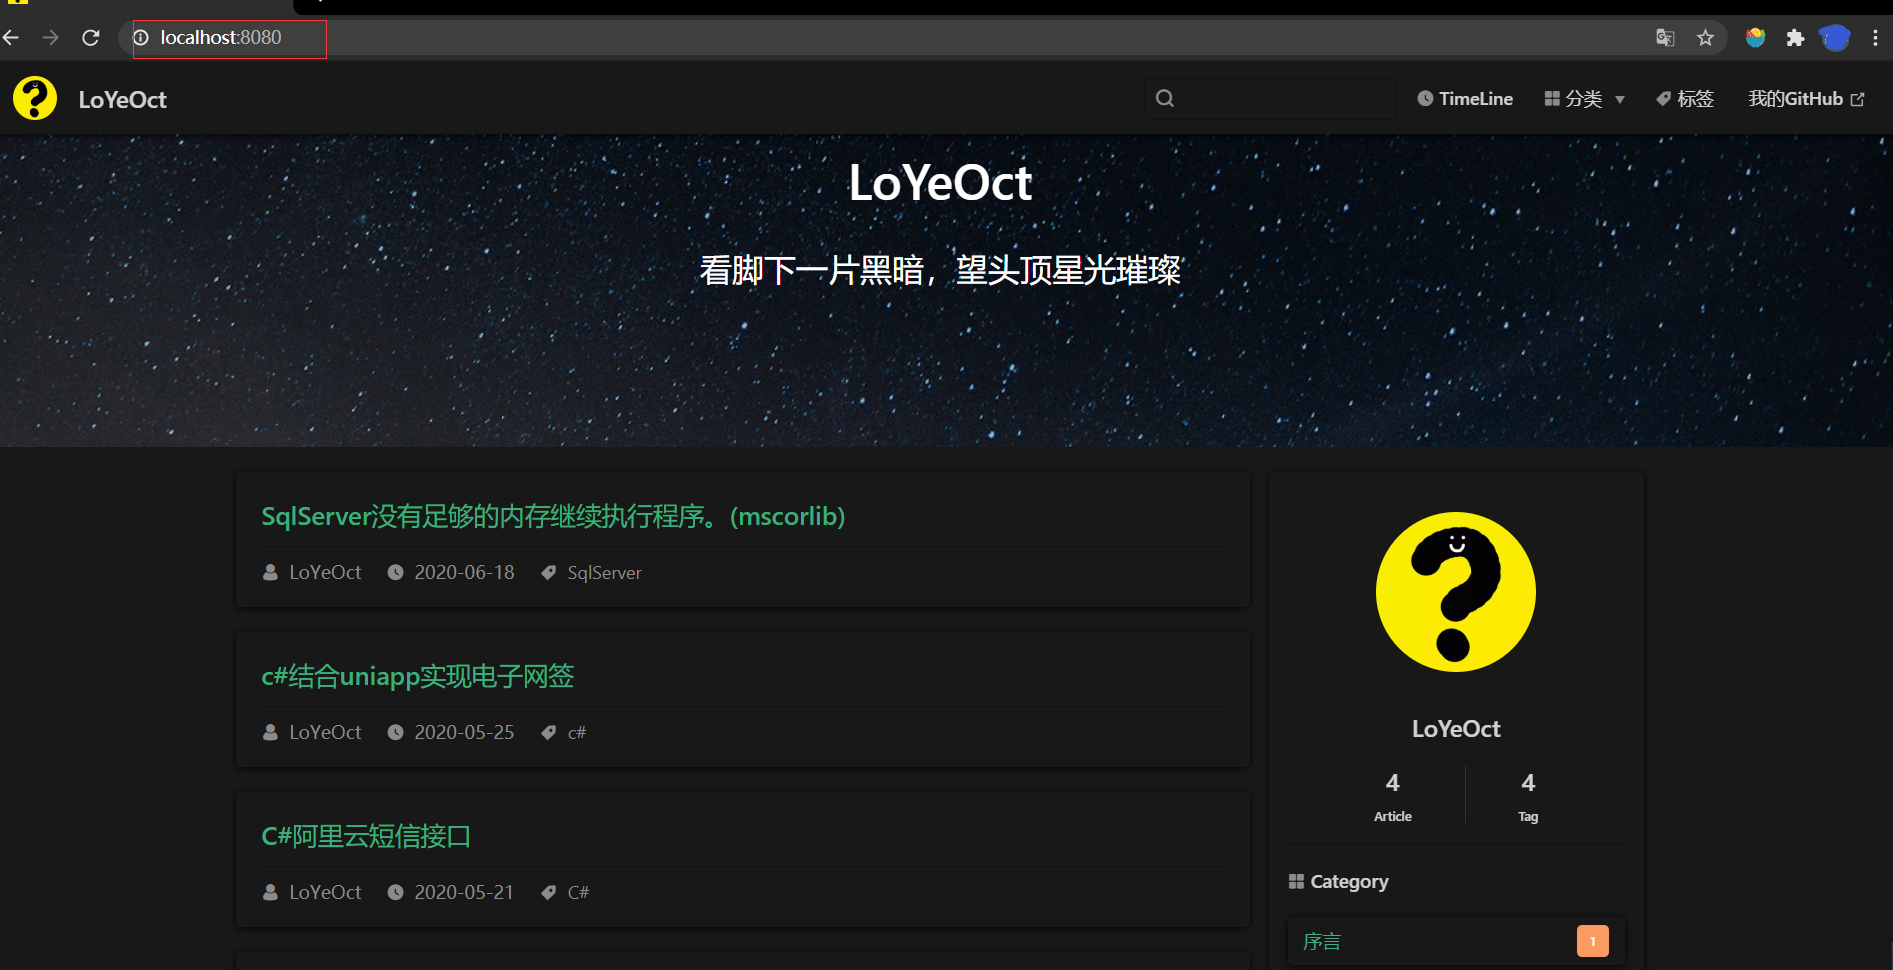 localhost:8080
LoYeOct
TimeLine
分类
标签
我的GitHub
LoYeOct
看脚下一片黑暗，望头顶星光璀璨
SqlServer没有足够的内存继续执行程序。(mscorlib)
LoYeOct 2020-06-18 SqlServer
c#结合uniapp实现电子网签
LoYeOct 2020-05-25 c#
C#阿里云短信接口
LoYeOct 2020-05-21 C#
LoYeOct
4 4
Article Tag
Category
序言 1